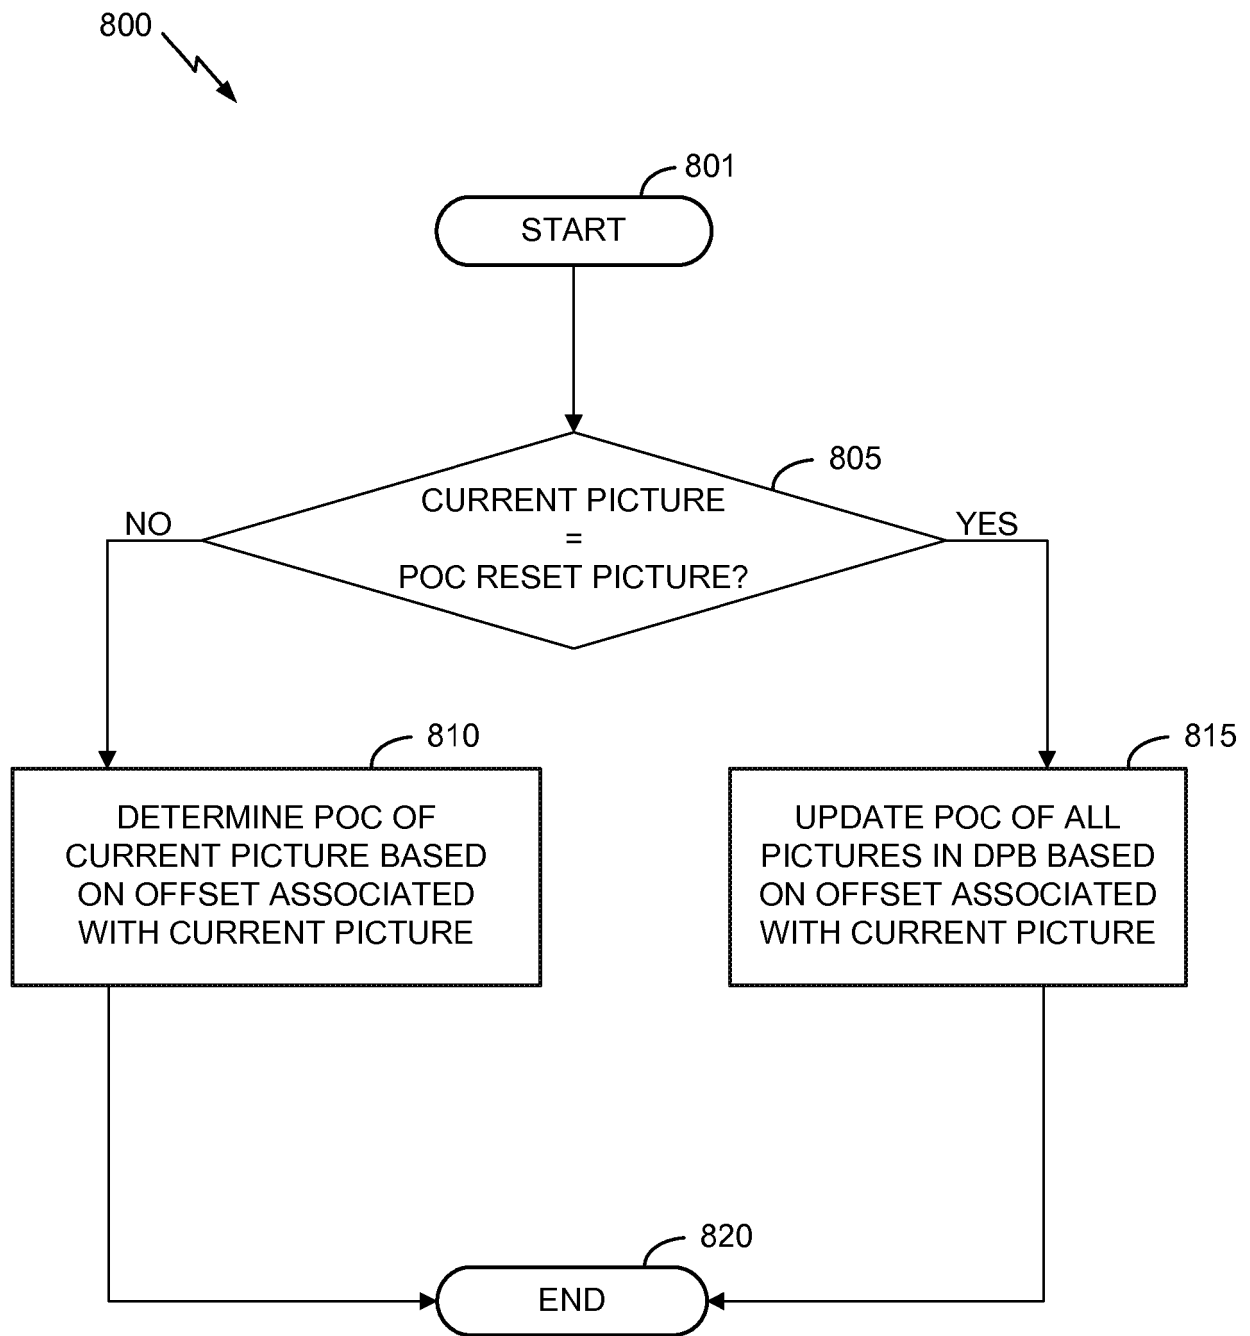 800
801
START
805
CURRENT PICTURE
=
POC RESET PICTURE?
NO
YES
810
DETERMINE POC OF
CURRENT PICTURE BASED
ON OFFSET ASSOCIATED
WITH CURRENT PICTURE
815
UPDATE POC OF ALL
PICTURES IN DPB BASED
ON OFFSET ASSOCIATED
WITH CURRENT PICTURE
820
END